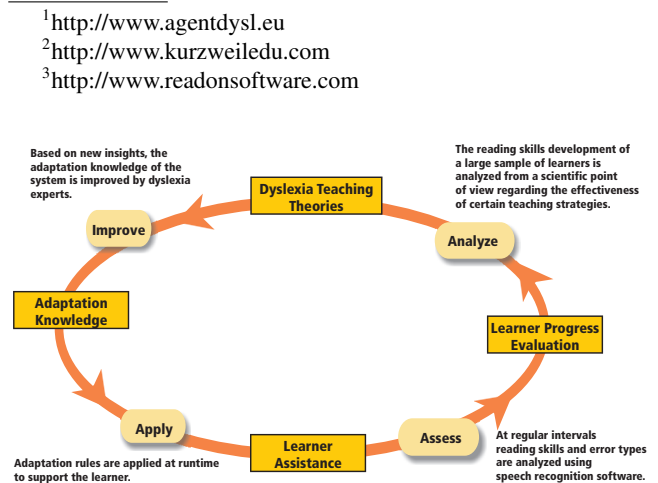 1http://www.agentdysl.eu
2http://www.kurzweiledu.com
3http://www.readonsoftware.com
Based on new insights, the
adaptation knowledge of the
system is improved by dyslexia
experts.
The reading skills development of
a large sample of learners is
analyzed from a scientific point
of view regarding the effectiveness
of certain teaching strategies.
Dyslexia Teaching
Theories
Improve
Analyze
Adaptation
Knowledge
Learner Progress
Evaluation
Apply
Assess
Learner
Assistance
Adaptation rules are applied at runtime
to support the learner.
At regular intervals
reading skills and error types
are analyzed using
speech recognition software.